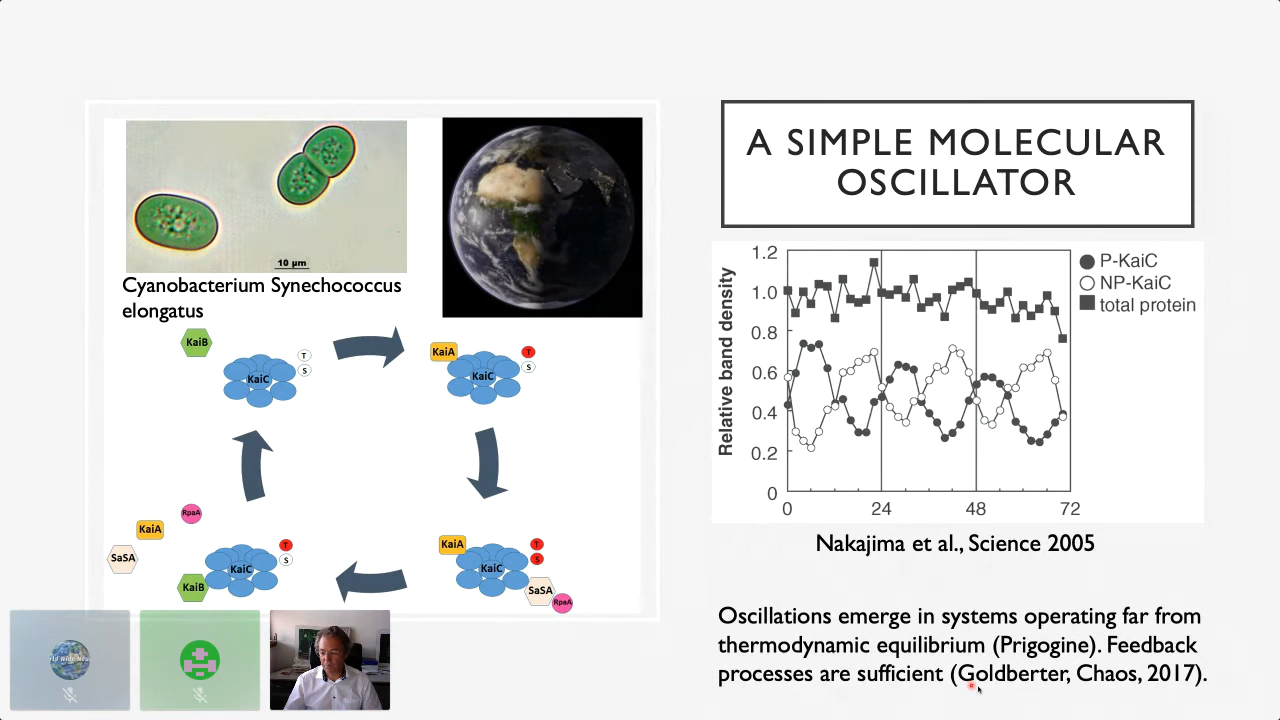 A SIMPLE MOLECULAR
OSCILLATOR
10 µm
Cyanobacterium Synechococcus
elongatus
KaiB
KaiC
T
S
KaiA
KaiC
T
S
KaiA
KaiC
T
S
SaSA
RpaA
RpaA
KaiA
SaSA
KaiB
KaiC
T
S
Relative band density
1.2
1.0
0.8
0.6
0.4
0.2
0
0 24 48 72
P-KaiC
NP-KaiC
total protein
Nakajima et al., Science 2005
Oscillations emerge in systems operating far from
thermodynamic equilibrium (Prigogine). Feedback
processes are sufficient (Goldberter, Chaos, 2017).